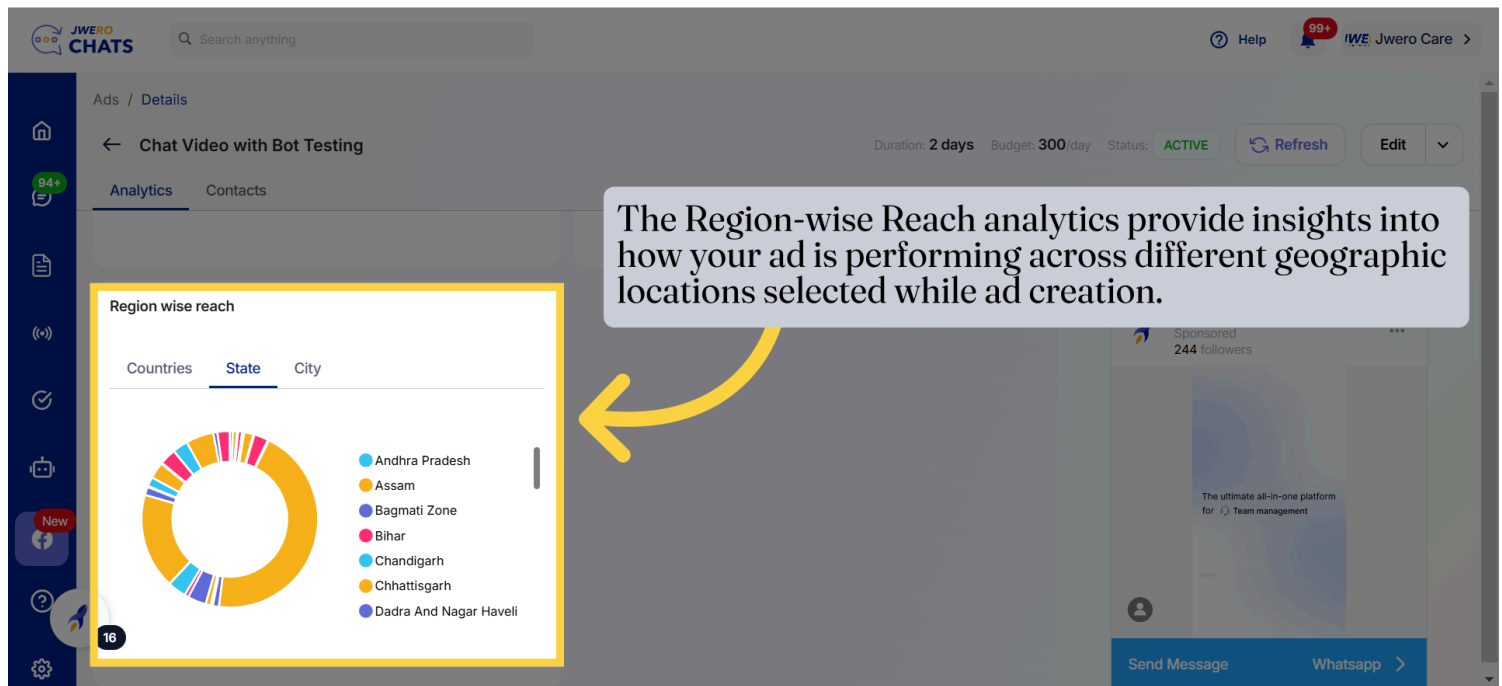 JWERO
CHATS
Search anything
Help
99+
JWE
Jwero Care
Ads / Details
Chat Video with Bot Testing
Duration: 2 days
Budget: 300/day
Status: ACTIVE
Refresh
Edit
94+
Analytics
Contacts
The Region-wise Reach analytics provide insights into
how your ad is performing across different geographic
locations selected while ad creation.
Region wise reach
Sponsored
244 followers
Countries
State
City
Andhra Pradesh
Assam
Bagmati Zone
Bihar
Chandigarh
Chhattisgarh
Dadra And Nagar Haveli
The ultimate all-in-one platform
for Team management
New
16
Send Message
Whatsapp